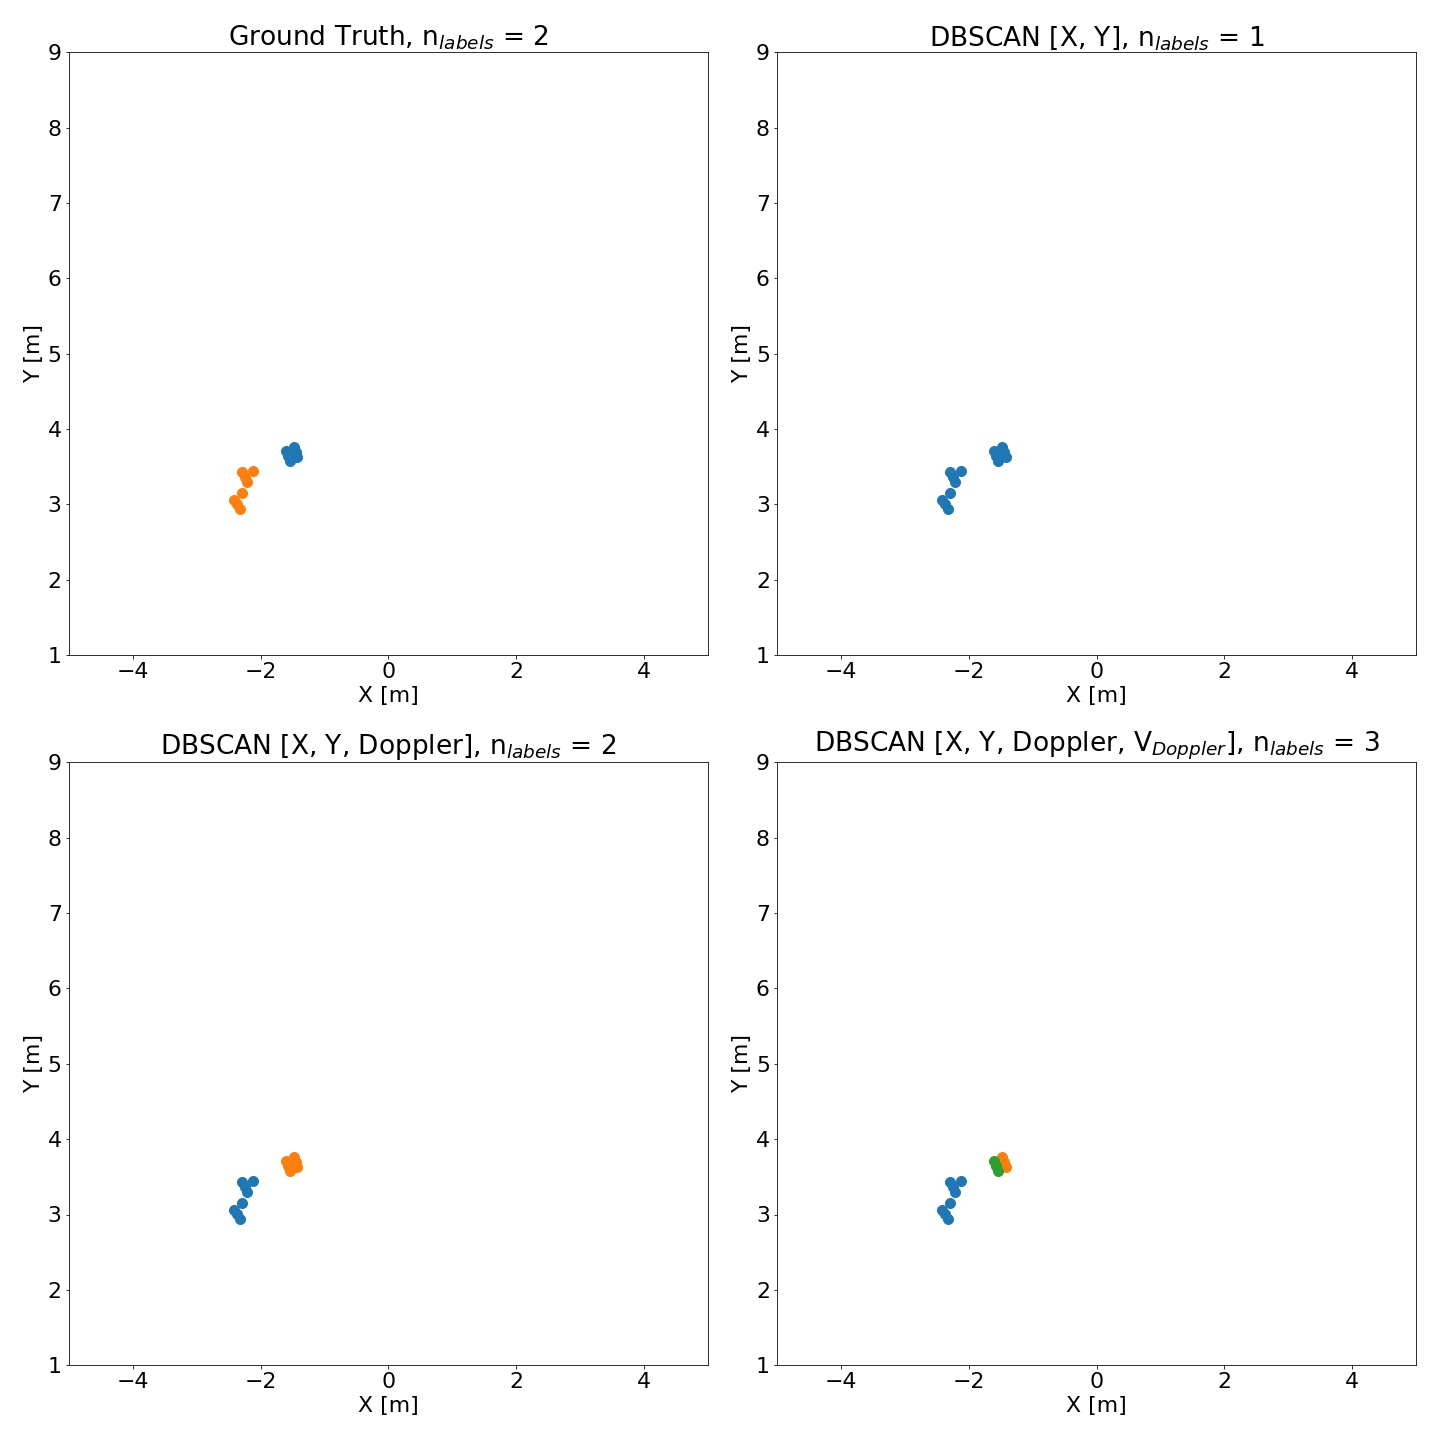 Ground Truth, n_labels = 2
9
8
7
6
5
4
3
2
1
Y [m]
−4 −2 0 2 4
X [m]
DBSCAN [X, Y], n_labels = 1
9
8
7
6
5
4
3
2
1
Y [m]
−4 −2 0 2 4
X [m]
DBSCAN [X, Y, Doppler], n_labels = 2
9
8
7
6
5
4
3
2
1
Y [m]
−4 −2 0 2 4
X [m]
DBSCAN [X, Y, Doppler, V_Doppler], n_labels = 3
9
8
7
6
5
4
3
2
1
Y [m]
−4 −2 0 2 4
X [m]